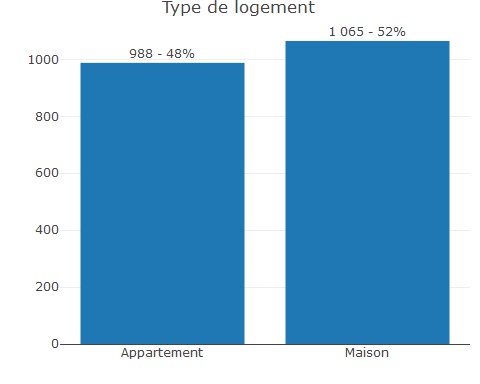 Type de logement
988 - 48%
1 065 - 52%
1000
800
600
400
200
0
Appartement
Maison